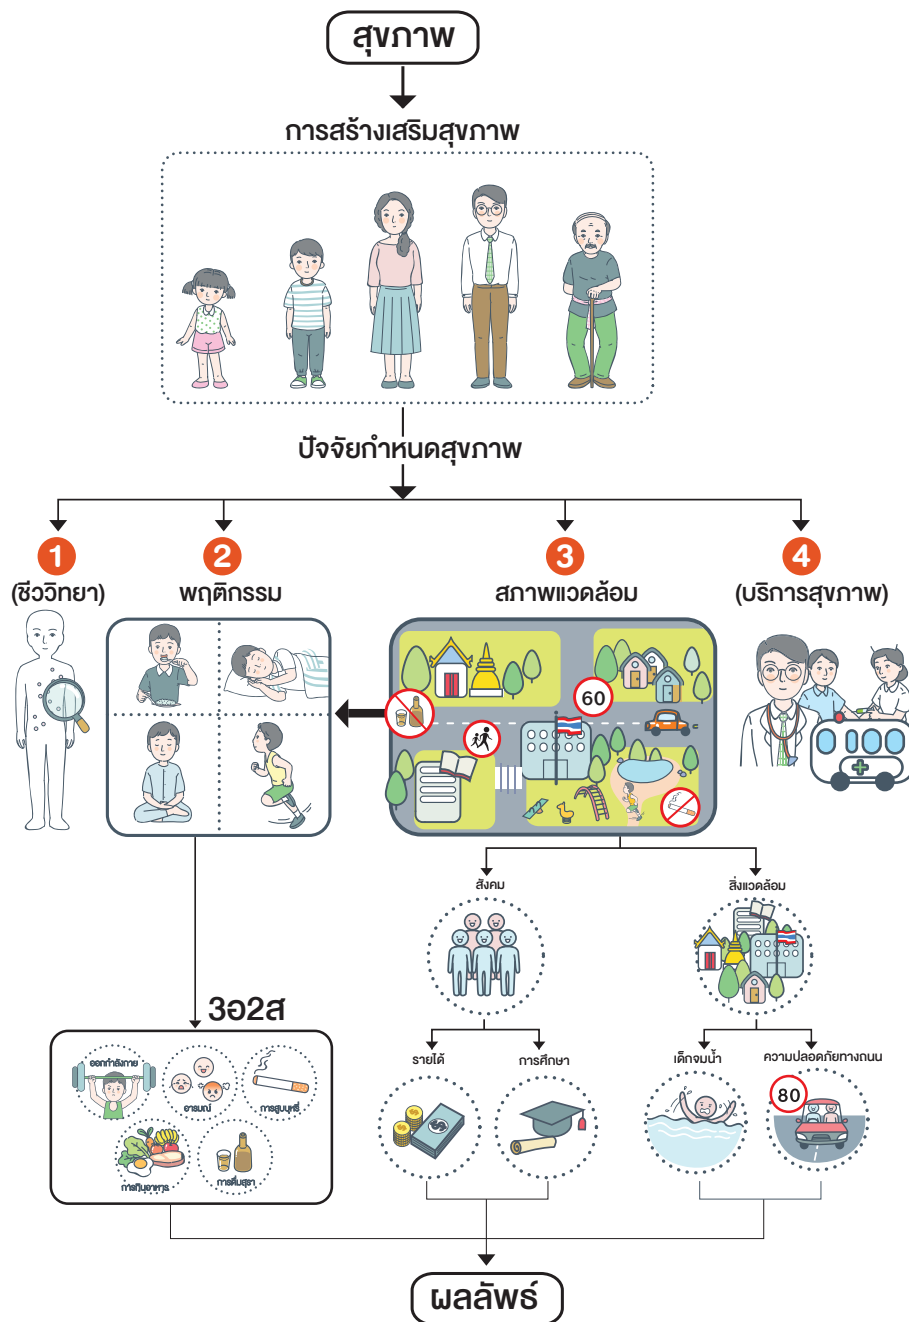 สุขภาพ
การสร้างเสริมสุขภาพ
ปัจจัยกำหนดสุขภาพ
1
2
3
4
(ชีววิทยา)
พฤติกรรม
สภาพแวดล้อม
(บริการสุขภาพ)
60
สังคม
สิ่งแวดล้อม
3อ2ส
ออกกำลังกาย
อารมณ์
การสูบบุหรี่
การกินอาหาร
การดื่มสุรา
รายได้
การศึกษา
เด็กจมน้ำ
ความปลอดภัยทางถนน
80
ผลลัพธ์